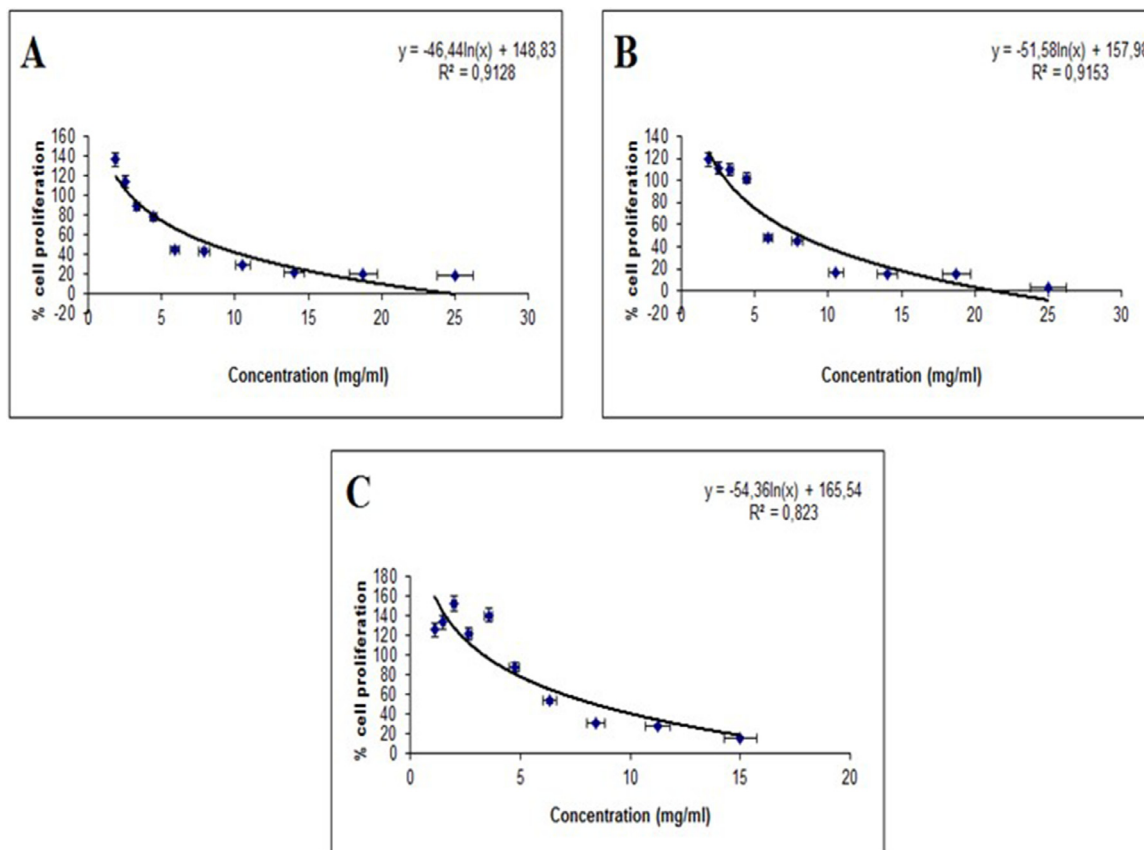 A
y = -46,44ln(x) + 148,83
R² = 0,9128
% cell proliferation
160
140
120
100
80
60
40
20
0
-20
0 5 10 15 20 25 30
Concentration (mg/ml)
B
y = -51,58ln(x) + 157,98
R² = 0,9153
% cell proliferation
140
120
100
80
60
40
20
0
-20
0 5 10 15 20 25 30
Concentration (mg/ml)
C
y = -54,36ln(x) + 165,54
R² = 0,823
% cell proliferation
180
160
140
120
100
80
60
40
20
0
0 5 10 15 20
Concentration (mg/ml)